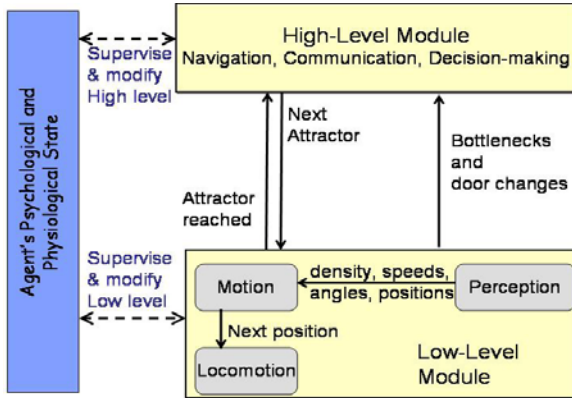 Agent's Psychological and
Physiological State
Supervise
& modify
High level
High-Level Module
Navigation, Communication, Decision-making
Next
Attractor
Attractor
reached
Bottlenecks
and
door changes
Supervise
& modify
Low level
Motion
density, speeds,
angles, positions
Perception
Next position
Locomotion
Low-Level
Module